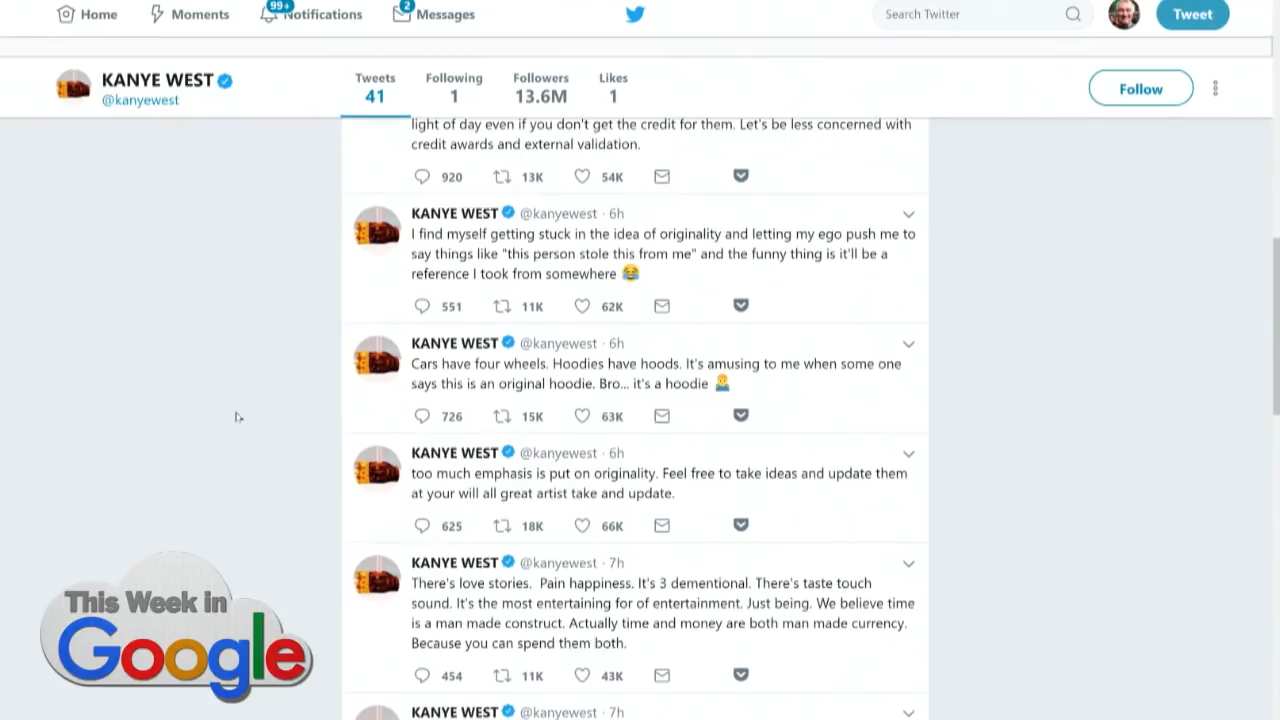 Home Moments 99+ Notifications 2 Messages Search Twitter Tweet
KANYE WEST
@kanyewest
Tweets Following Followers Likes
41 1 13.6M 1
Follow
light of day even if you don't get the credit for them. Let's be less concerned with
credit awards and external validation.
920 13K 54K
KANYE WEST @kanyewest · 6h
I find myself getting stuck in the idea of originality and letting my ego push me to
say things like "this person stole this from me" and the funny thing is it'll be a
reference I took from somewhere 😂
551 11K 62K
KANYE WEST @kanyewest · 6h
Cars have four wheels. Hoodies have hoods. It's amusing to me when some one
says this is an original hoodie. Bro... it's a hoodie 🤷‍♂️
726 15K 63K
KANYE WEST @kanyewest · 6h
too much emphasis is put on originality. Feel free to take ideas and update them
at your will all great artist take and update.
625 18K 66K
KANYE WEST @kanyewest · 7h
There's love stories. Pain happiness. It's 3 dementional. There's taste touch
sound. It's the most entertaining for of entertainment. Just being. We believe time
is a man made construct. Actually time and money are both man made currency.
Because you can spend them both.
454 11K 43K
KANYE WEST @kanyewest · 7h
This Week in
Google